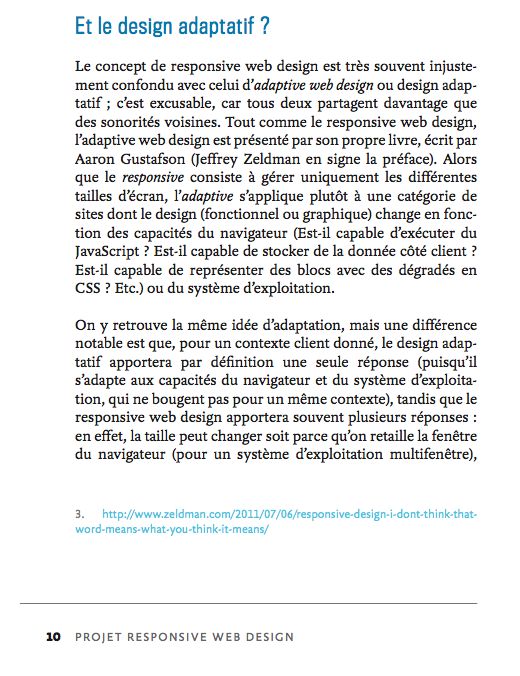 Et le design adaptatif ?
Le concept de responsive web design est très souvent injuste-
ment confondu avec celui d’adaptive web design ou design adap-
tatif ; c’est excusable, car tous deux partagent davantage que
des sonorités voisines. Tout comme le responsive web design,
l’adaptive web design est présenté par son propre livre, écrit par
Aaron Gustafson (Jeffrey Zeldman en signe la préface). Alors
que le responsive consiste à gérer uniquement les différentes
tailles d’écran, l’adaptive s’applique plutôt à une catégorie de
sites dont le design (fonctionnel ou graphique) change en fonc-
tion des capacités du navigateur (Est-il capable d’exécuter du
JavaScript ? Est-il capable de stocker de la donnée côté client ?
Est-il capable de représenter des blocs avec des dégradés en
CSS ? Etc.) ou du système d’exploitation.
On y retrouve la même idée d’adaptation, mais une différence
notable est que, pour un contexte client donné, le design adap-
tatif apportera par définition une seule réponse (puisqu’il
s’adapte aux capacités du navigateur et du système d’exploita-
tion, qui ne bougent pas pour un même contexte), tandis que le
responsive web design apportera souvent plusieurs réponses :
en effet, la taille peut changer soit parce qu’on retaille la fenêtre
du navigateur (pour un système d’exploitation multifenêtre),
3. http://www.zeldman.com/2011/07/06/responsive-design-i-dont-think-that-
word-means-what-you-think-it-means/
10 PROJET RESPONSIVE WEB DESIGN